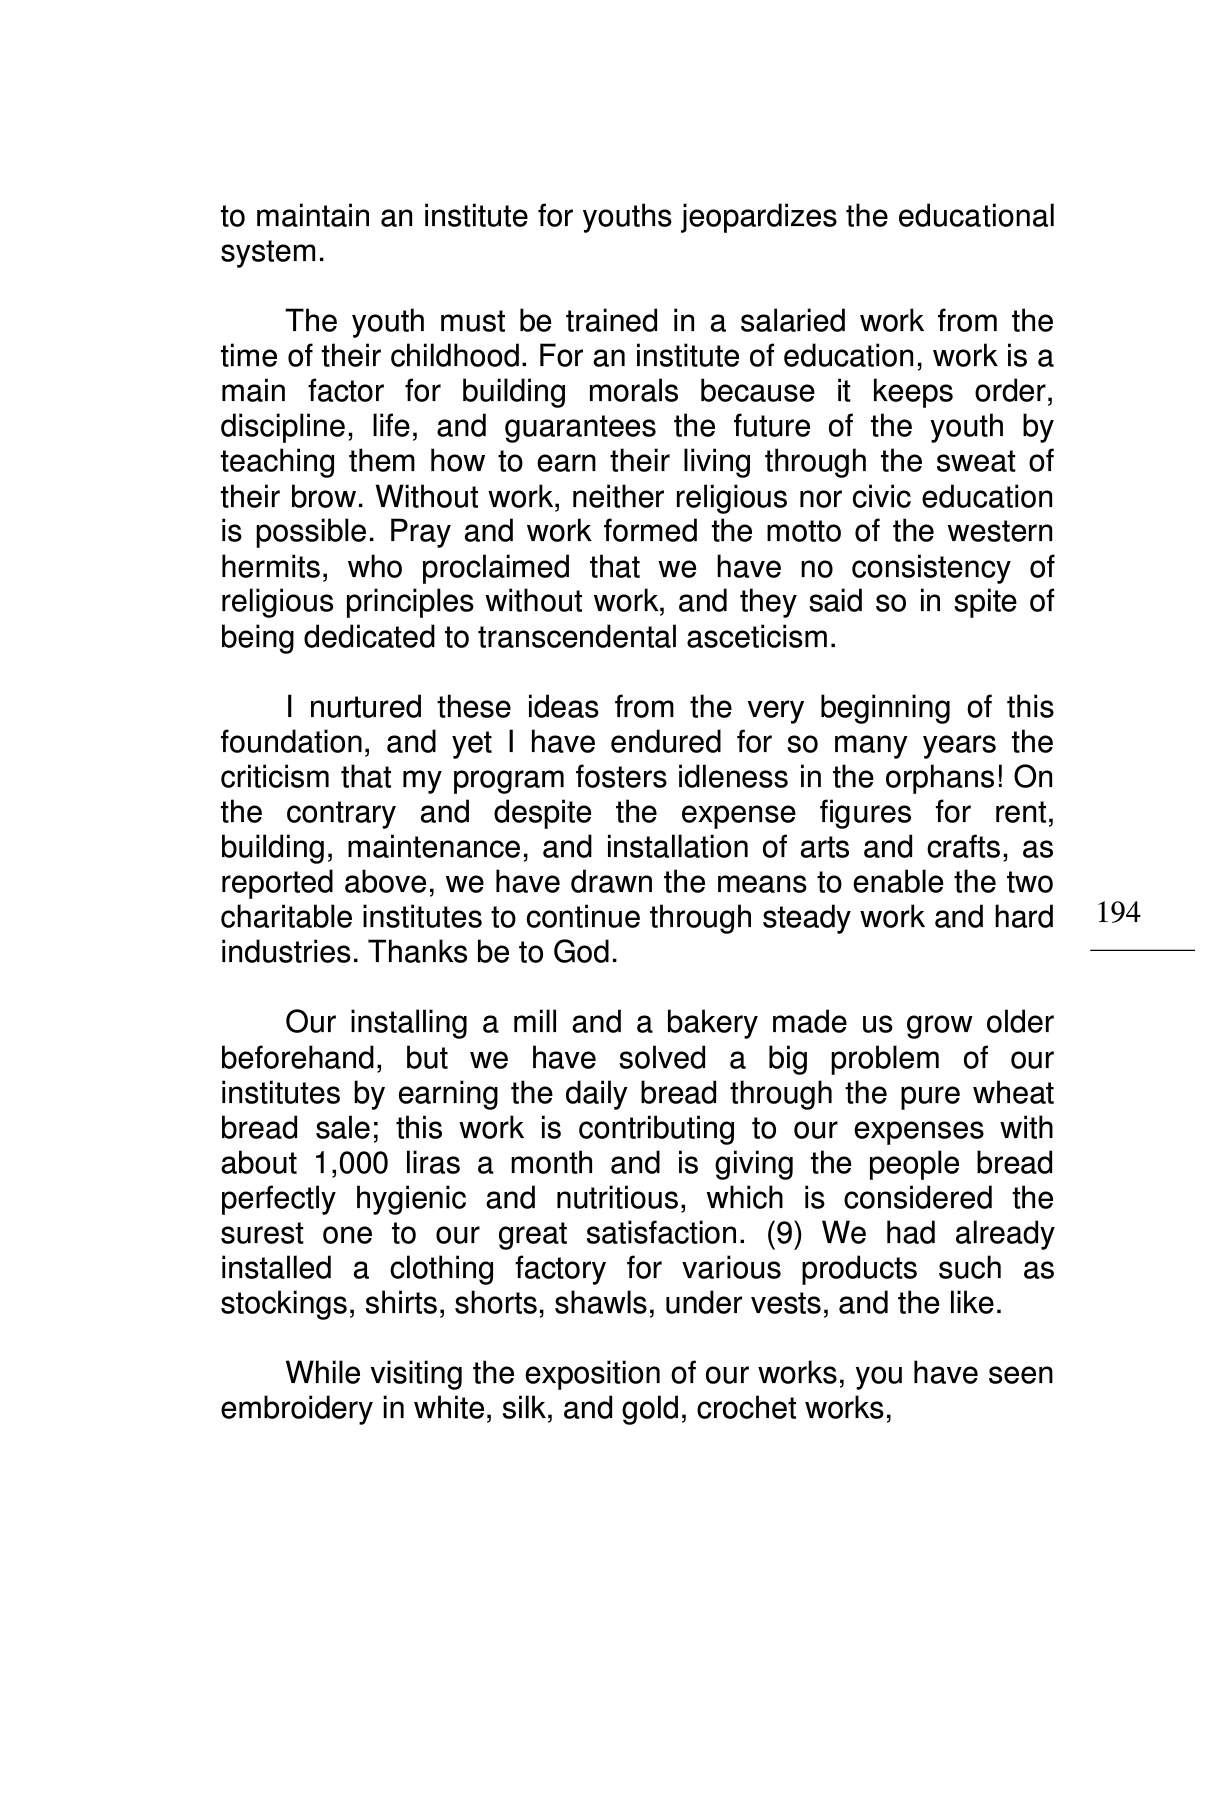 to maintain an institute for youths jeopardizes the educational
system.
The youth must be trained in a salaried work from the
time of their childhood. For an institute of education, work is a
main factor for building morals because it keeps order,
discipline, life, and guarantees the future of the youth by
teaching them how to earn their living through the sweat of
their brow. Without work, neither religious nor civic education
is possible. Pray and work formed the motto of the western
hermits, who proclaimed that we have no consistency of
religious principles without work, and they said so in spite of
being dedicated to transcendental asceticism.
I nurtured these ideas from the very beginning of this
foundation, and yet I have endured for so many years the
criticism that my program fosters idleness in the orphans! On
the contrary and despite the expense figures for rent,
building, maintenance, and installation of arts and crafts, as
reported above, we have drawn the means to enable the two
charitable institutes to continue through steady work and hard
industries. Thanks be to God.
194
Our installing a mill and a bakery made us grow older
beforehand, but we have solved a big problem of our
institutes by earning the daily bread through the pure wheat
bread sale; this work is contributing to our expenses with
about 1,000 liras a month and is giving the people bread
perfectly hygienic and nutritious, which is considered the
surest one to our great satisfaction. (9) We had already
installed a clothing factory for various products such as
stockings, shirts, shorts, shawls, under vests, and the like.
While visiting the exposition of our works, you have seen
embroidery in white, silk, and gold, crochet works,